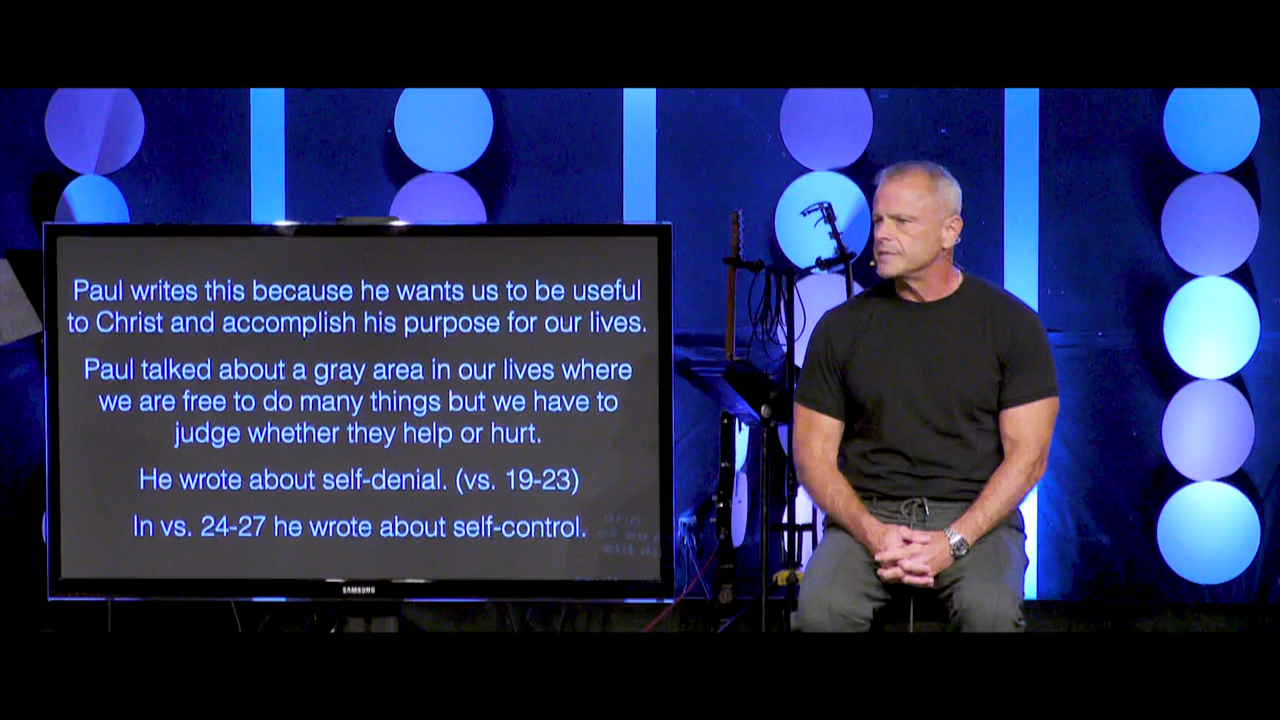 Paul writes this because he wants us to be useful
to Christ and accomplish his purpose for our lives.
Paul talked about a gray area in our lives where
we are free to do many things but we have to
judge whether they help or hurt.
He wrote about self-denial. (vs. 19-23)
In vs. 24-27 he wrote about self-control.
SAMSUNG